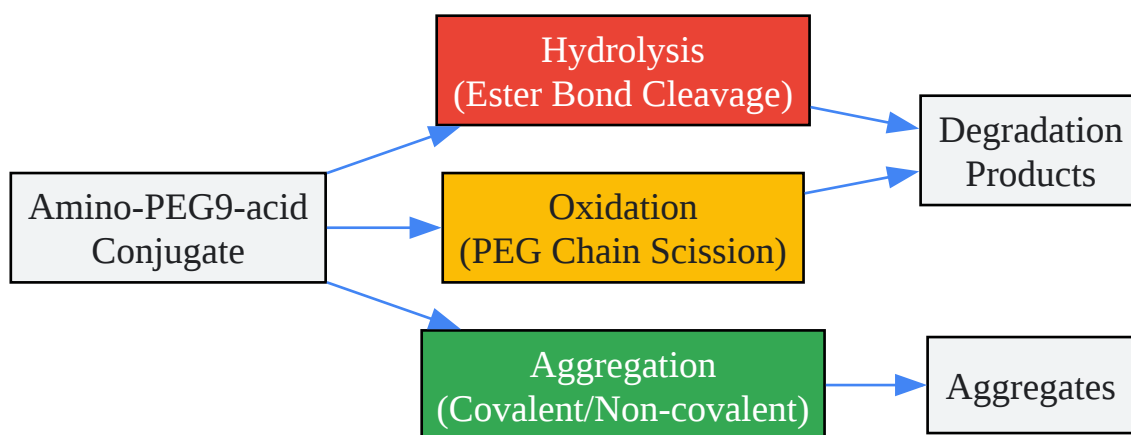 Hydrolysis
(Ester Bond Cleavage)
Degradation
Products
Amino-PEG9-acid
Conjugate
Oxidation
(PEG Chain Scission)
Aggregation
(Covalent/Non-covalent)
Aggregates